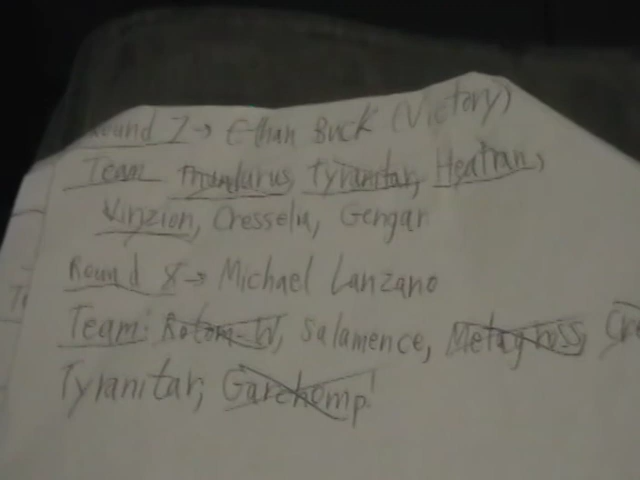 Round 7→ Ethan Buck (Victory)
Team Thundurus, Tyranitar, Heatran,
Virizion, Cresselia, Gengar
Round 8→ Michael Lanzano
Team: Rotom-W, Salamence, Metagross, Cre
Tyranitar, Garchomp!